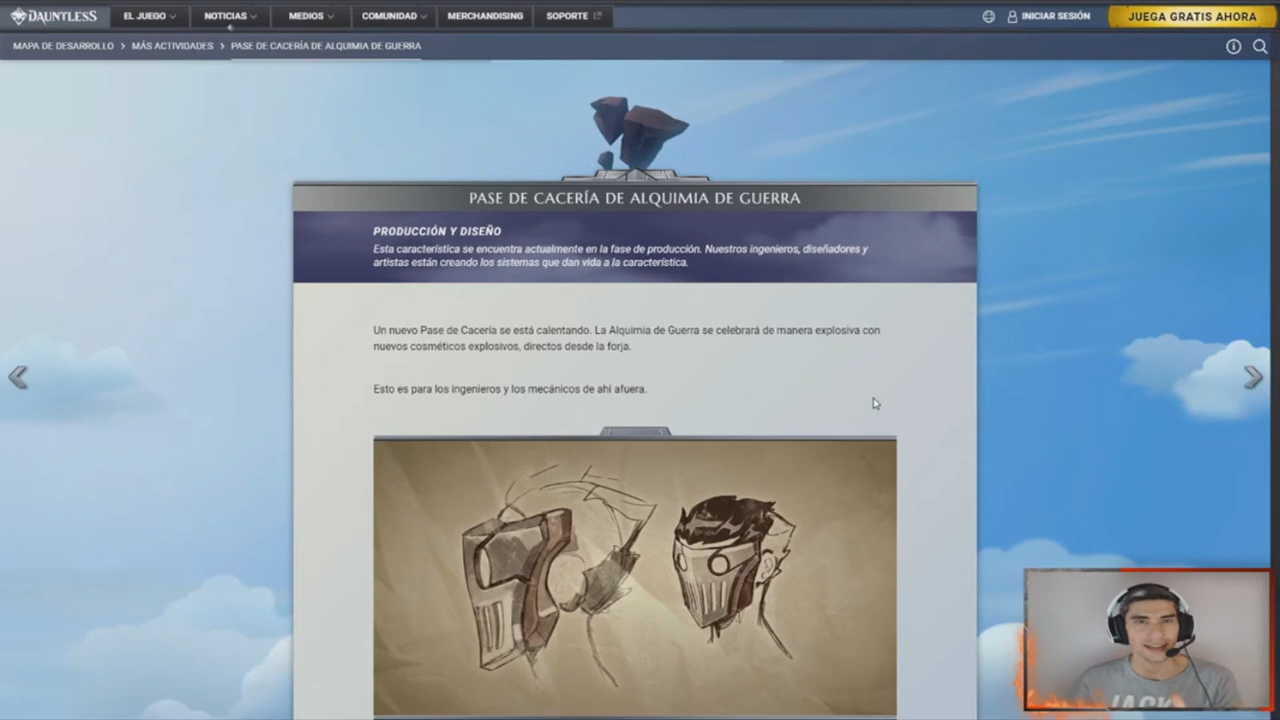 DAUNTLESS EL JUEGO NOTICIAS MEDIOS COMUNIDAD MERCHANDISING SOPORTE INICIAR SESIÓN JUEGA GRATIS AHORA
MAPA DE DESARROLLO > MÁS ACTIVIDADES > PASE DE CACERÍA DE ALQUIMIA DE GUERRA
PASE DE CACERÍA DE ALQUIMIA DE GUERRA
PRODUCCIÓN Y DISEÑO
Esta característica se encuentra actualmente en la fase de producción. Nuestros ingenieros, diseñadores y
artistas están creando los sistemas que dan vida a la característica.
Un nuevo Pase de Cacería se está calentando. La Alquimia de Guerra se celebrará de manera explosiva con
nuevos cosméticos explosivos, directos desde la forja.
Esto es para los ingenieros y los mecánicos de ahí afuera.
JACK